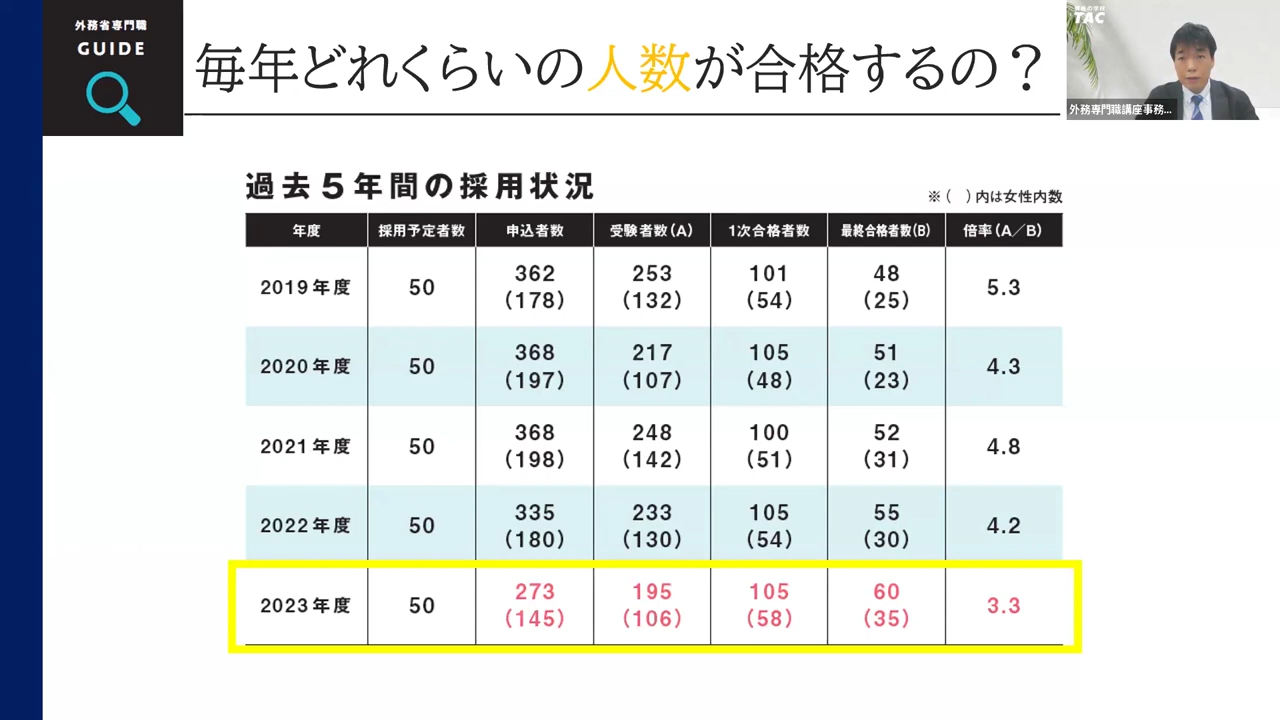 外務省専門職
GUIDE
毎年どれくらいの人数が合格するの？
資格の学校
TAC
外務専門職講座事務...
過去5年間の採用状況
※（　）内は女性内数
年度 採用予定者数 申込者数 受験者数(A) 1次合格者数 最終合格者数(B) 倍率(A／B)
2019年度 50 362 253 101 48 5.3
(178) (132) (54) (25)
2020年度 50 368 217 105 51 4.3
(197) (107) (48) (23)
2021年度 50 368 248 100 52 4.8
(198) (142) (51) (31)
2022年度 50 335 233 105 55 4.2
(180) (130) (54) (30)
2023年度 50 273 195 105 60 3.3
(145) (106) (58) (35)